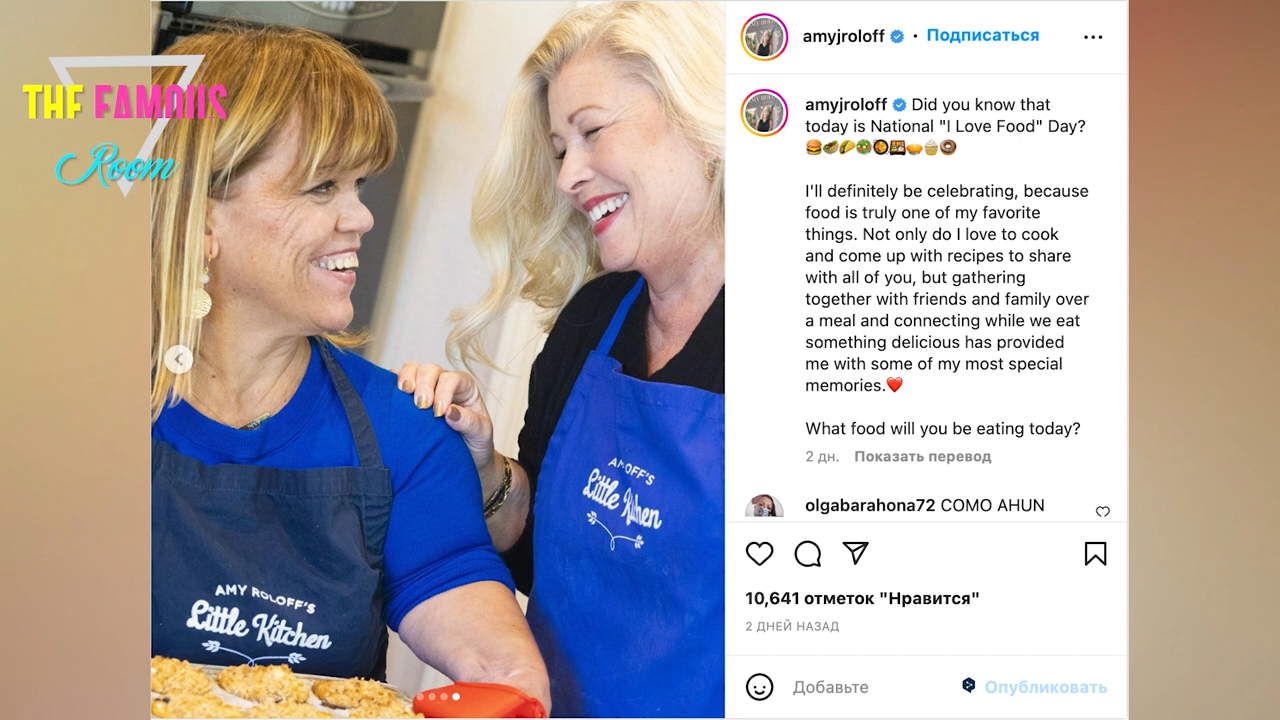 THE FAMOUS
Room
amyjroloff • Подписаться
amyjroloff Did you know that
today is National "I Love Food" Day?
🍔🥙🌮🥗🥘🍱🥧🧁🍩
I'll definitely be celebrating, because
food is truly one of my favorite
things. Not only do I love to cook
and come up with recipes to share
with all of you, but gathering
together with friends and family over
a meal and connecting while we eat
something delicious has provided
me with some of my most special
memories.❤️
What food will you be eating today?
2 дн. Показать перевод
olgabarahona72 COMO AHUN
10,641 отметок "Нравится"
2 ДНЕЙ НАЗАД
Добавьте
Опубликовать
OFF'S
Little Kitchen
AMY ROLOFF'S
Little Kitchen